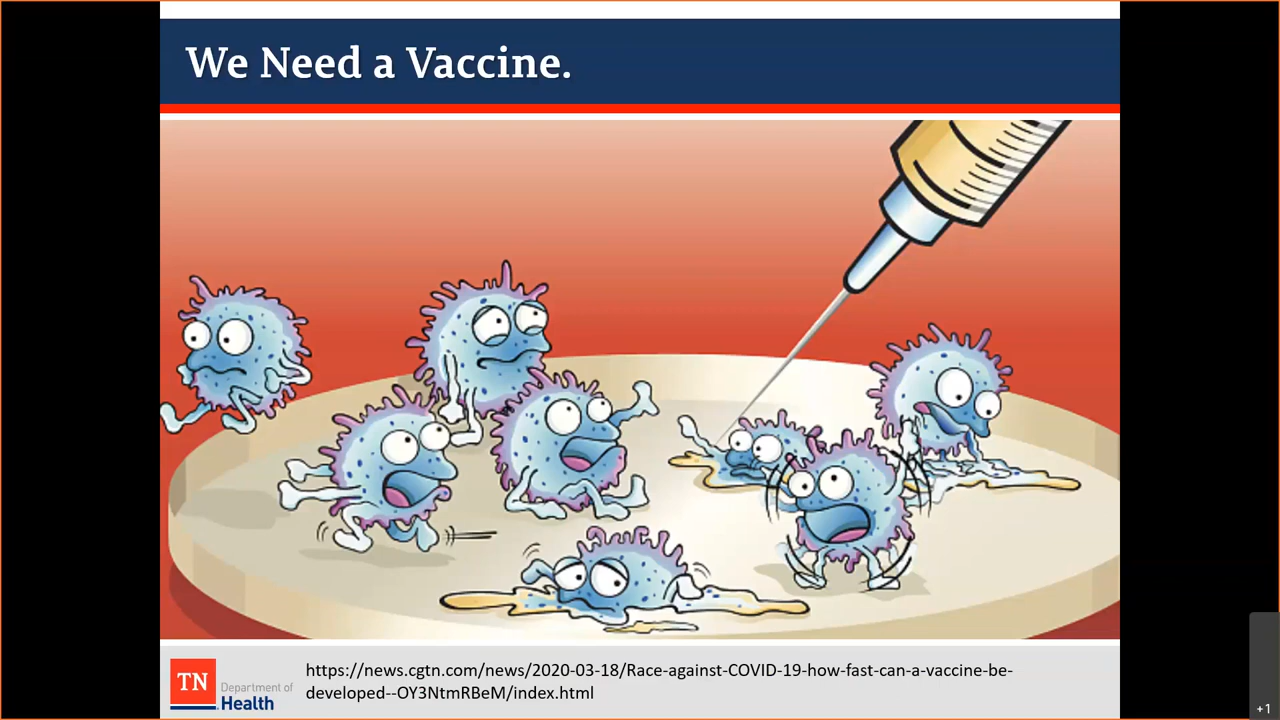 We Need a Vaccine.
TN
Department of
Health
https://news.cgtn.com/news/2020-03-18/Race-against-COVID-19-how-fast-can-a-vaccine-be-
developed--OY3NtmRBeM/index.html
+1